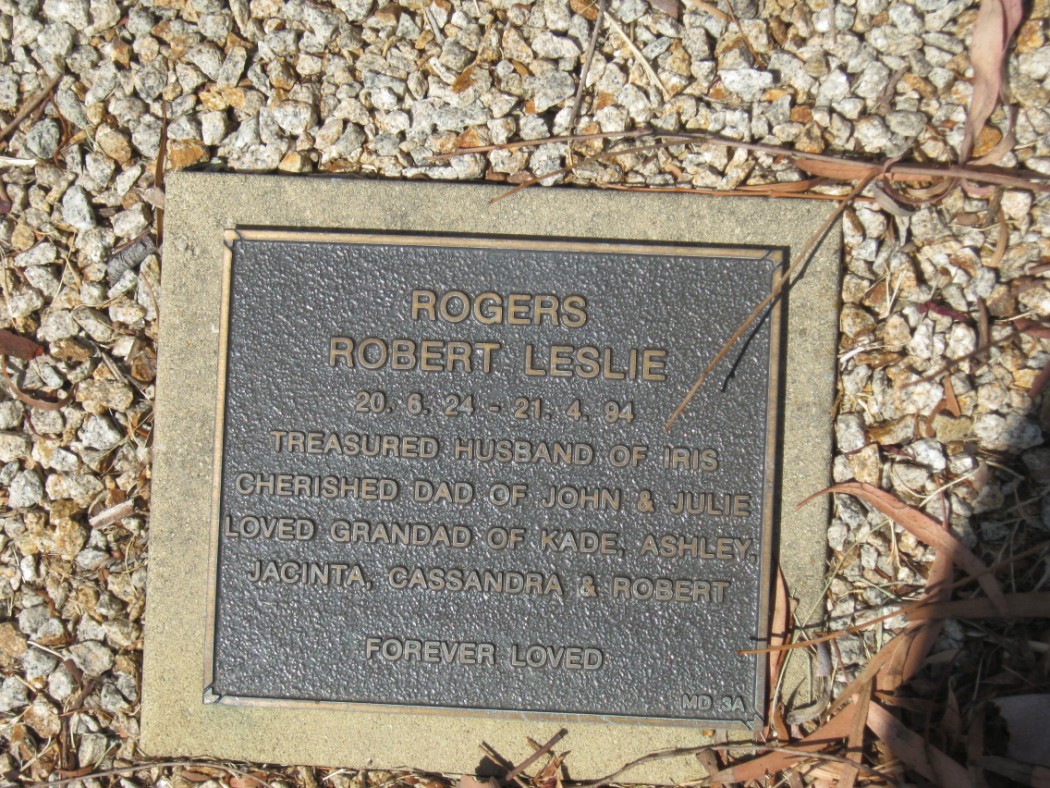 ROGERS
ROBERT LESLIE
20. 6. 24 - 21. 4. 94
TREASURED HUSBAND OF IRIS
CHERISHED DAD OF JOHN & JULIE
LOVED GRANDAD OF KADE, ASHLEY,
JACINTA, CASSANDRA & ROBERT
FOREVER LOVED
MD 3A